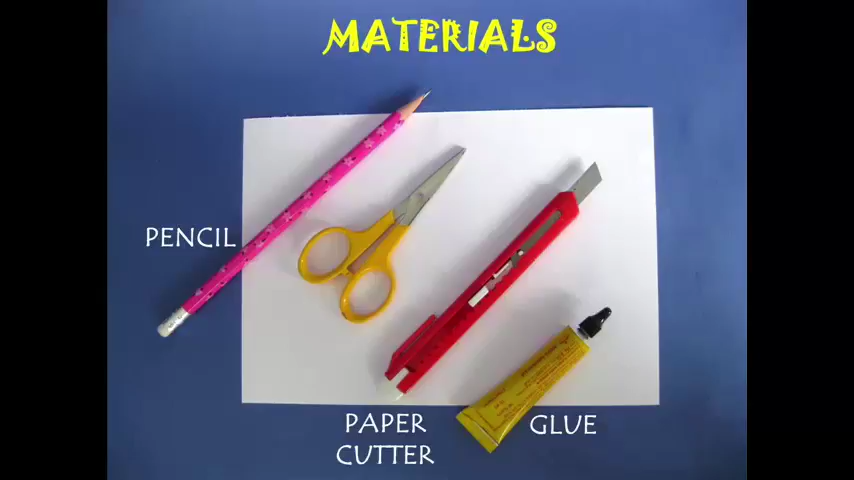 MATERIALS
PENCIL
PAPER
CUTTER
GLUE